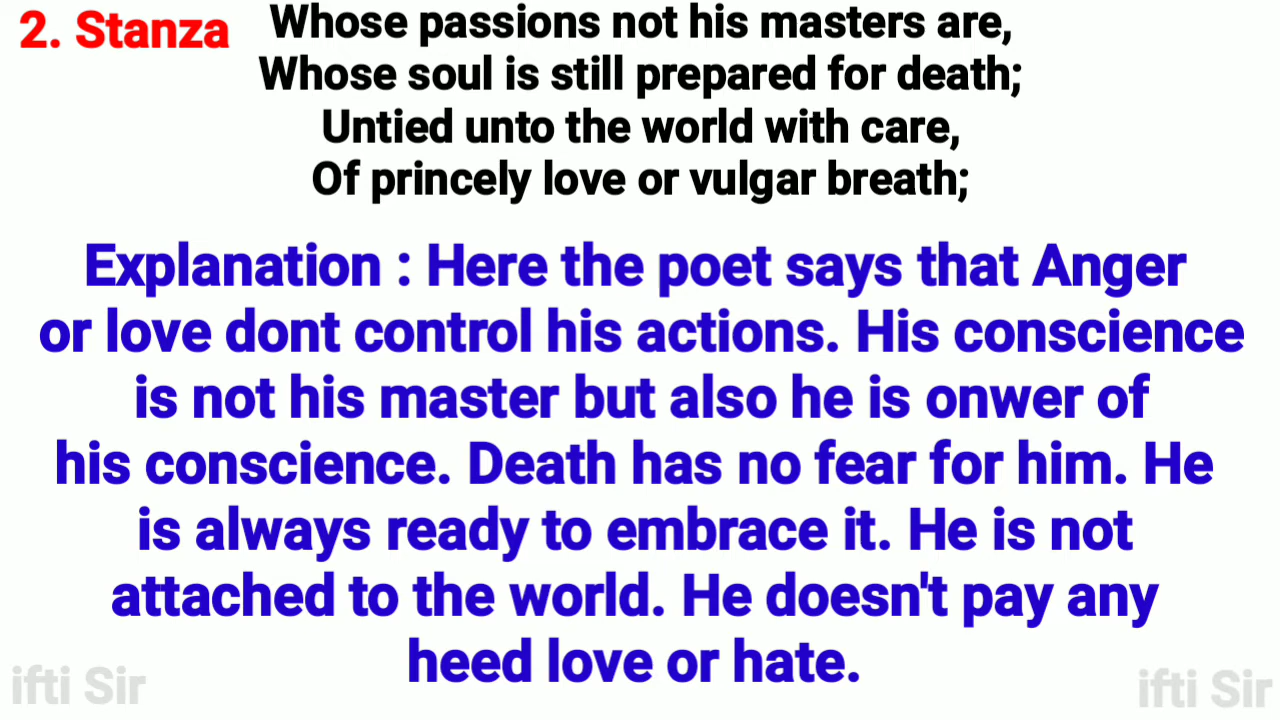 2. Stanza
Whose passions not his masters are,
Whose soul is still prepared for death;
Untied unto the world with care,
Of princely love or vulgar breath;
Explanation : Here the poet says that Anger
or love dont control his actions. His conscience
is not his master but also he is onwer of
his conscience. Death has no fear for him. He
is always ready to embrace it. He is not
attached to the world. He doesn't pay any
heed love or hate.
ifti Sir
ifti Sir